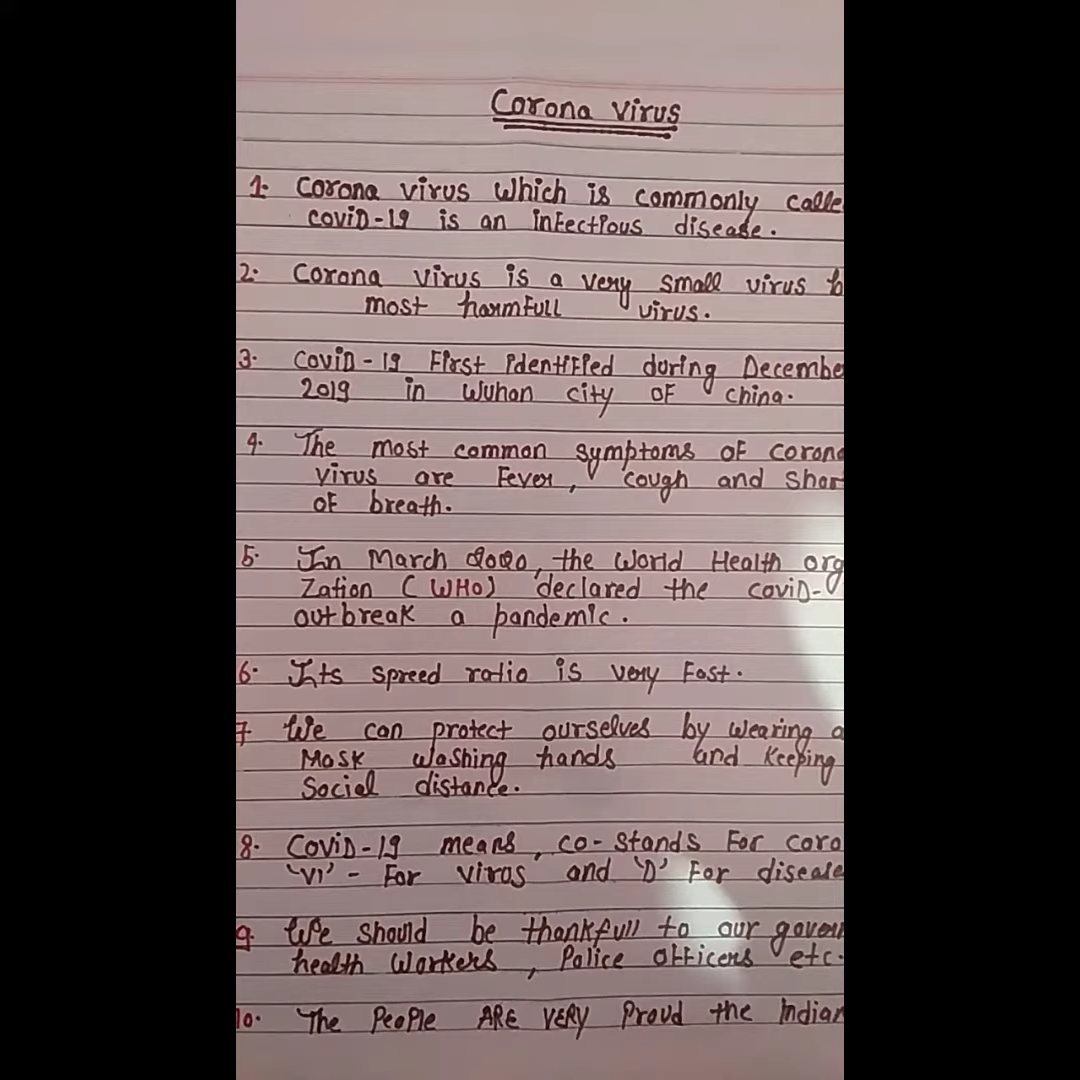 Corona Virus
1. Corona virus which is commonly calle
coviD-19 is an infectious disease.
2. Corona virus is a very small virus b
most harmfull virus.
3. CoviD-19 First identified during Decembe
2019 in Wuhan city of china.
4. The most common symptoms of corona
virus are Fever, cough and shor
of breath.
5. In March 2020, the World Health org
Zation (WHO) declared the coviD-
outbreak a pandemic.
6. Its spreed ratio is very Fast.
7 We can protect ourselves by wearing a
Mask washing hands and Keeping
Social distance.
8. CoviD-19 means, co-stands For coro
'VI' - For viras and 'D' For disease
9. We should be thankfull to our govern
health workers, Police officers etc.
10. The PeoPle ARE VERY Proud the Indian